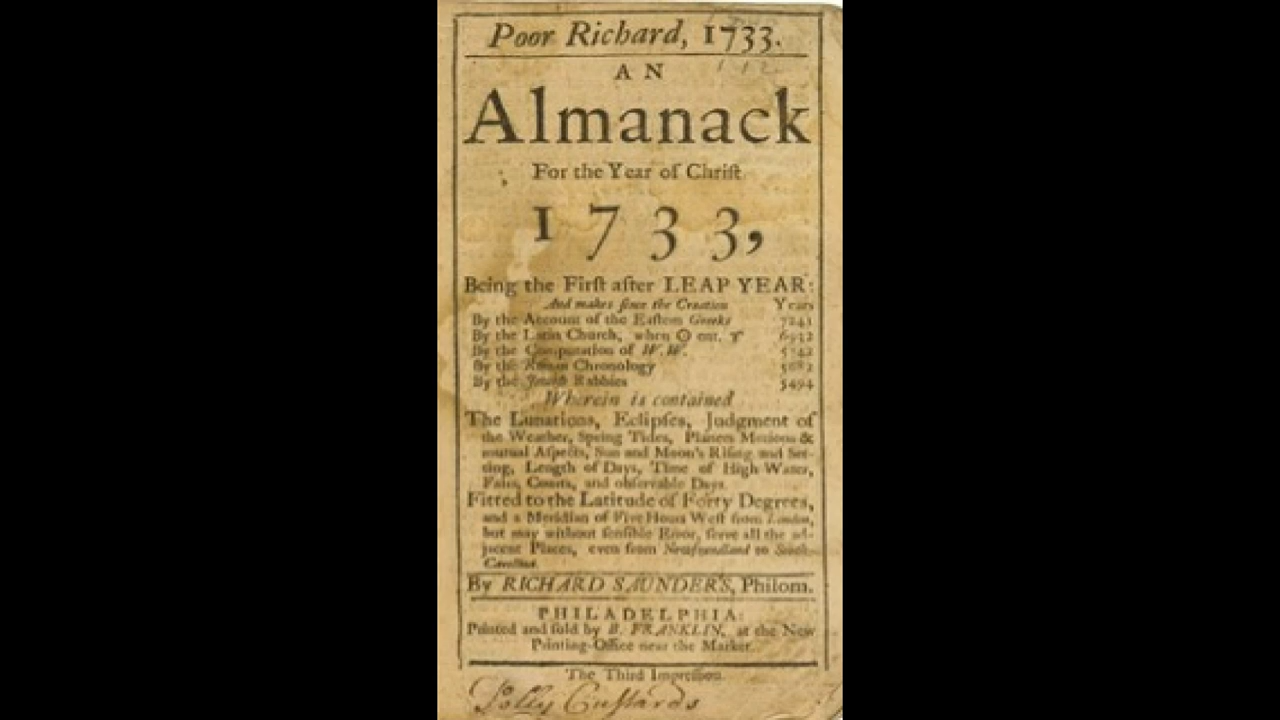 Poor Richard, 1733.
AN
Almanack
For the Year of Chriſt
1 7 3 3,
Being the Firſt after LEAP YEAR:
And makes ſince the Creation Years
By the Account of the Eaſtern Greeks 7241
By the Latin Church, when ☉ ent. ♈ 6932
By the Computation of W.W. 5742
By the Roman Chronology 5682
By the Jewiſh Rabbies 5494
Wherein is contained
The Lunations, Eclipſes, Judgment of
the Weather, Spring Tides, Planets Motions &
mutual Aſpects, Sun and Moon's Riſing and Set-
ting, Length of Days, Time of High Water,
Fairs, Courts, and obſervable Days.
Fitted to the Latitude of Forty Degrees,
and a Meridian of Five Hours Weſt from London,
but may without ſenſible Error, ſerve all the ad-
jacent Places, even from Newfoundland to South-
Carolina.
By RICHARD SAUNDERS, Philom.
PHILADELPHIA:
Printed and ſold by B. FRANKLIN, at the New
Printing-Office near the Market.
The Third Impreſſion.
Polly Cuſtards